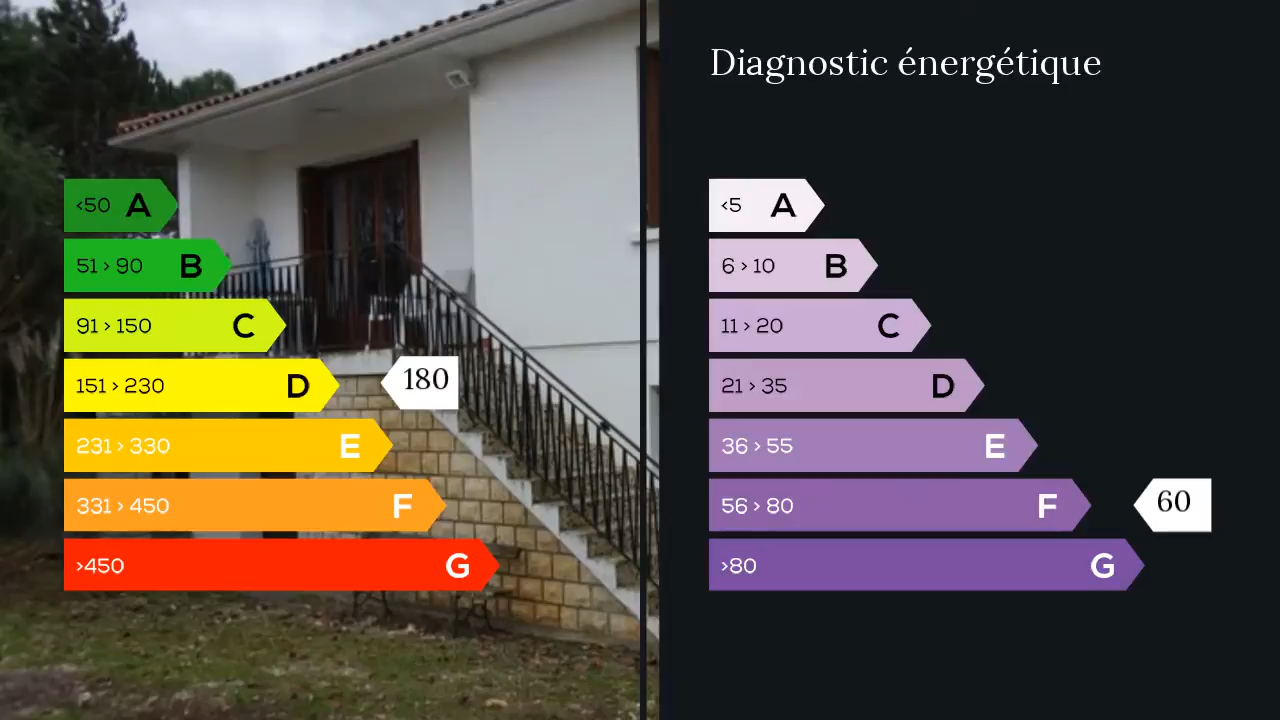 Diagnostic énergétique
<50 A
51 > 90 B
91 > 150 C
151 > 230 D
180
231 > 330 E
331 > 450 F
>450 G
<5 A
6 > 10 B
11 > 20 C
21 > 35 D
36 > 55 E
56 > 80 F
60
>80 G